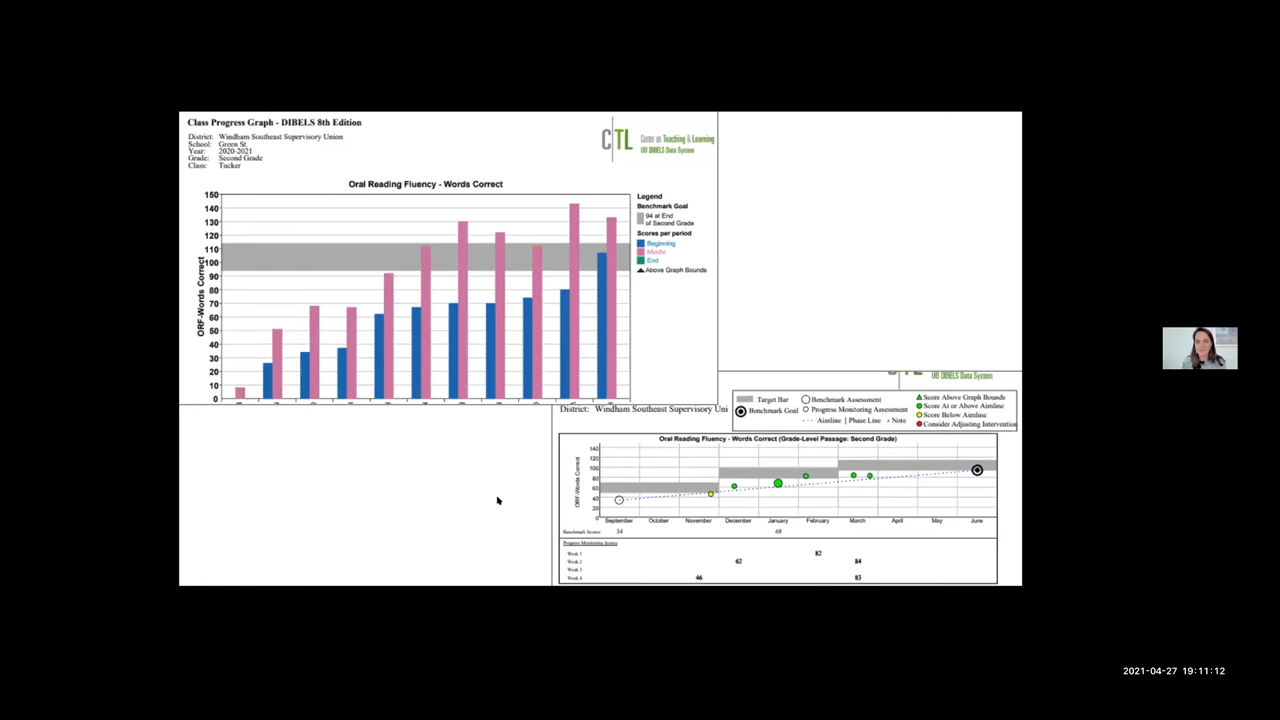 Class Progress Graph - DIBELS 8th Edition
District: Windham Southeast Supervisory Union
School: Green St.
Year: 2020-2021
Grade: Second Grade
Class: Tucker
CTL Center on Teaching & Learning
UO DIBELS Data System
Oral Reading Fluency - Words Correct
ORF-Words Correct
150
140
130
120
110
100
90
80
70
60
50
40
30
20
10
0
Legend
Benchmark Goal
94 at End
of Second Grade
Scores per period
Beginning
Middle
End
Above Graph Bounds
UO DIBELS Data System
District: Windham Southeast Supervisory Uni
Target Bar
Benchmark Goal
Benchmark Assessment
Progress Monitoring Assessment
Aimline | Phase Line * Note
Score Above Graph Bounds
Score At or Above Aimline
Score Below Aimline
Consider Adjusting Intervention
Oral Reading Fluency - Words Correct (Grade-Level Passage: Second Grade)
ORF-Words Correct
140
120
100
80
60
40
20
0
September October November December January February March April May June
Benchmark Scores: 34 68
Progress Monitoring Scores
Week 1 82
Week 2 62 84
Week 3
Week 4 46 83
2021-04-27 19:11:12